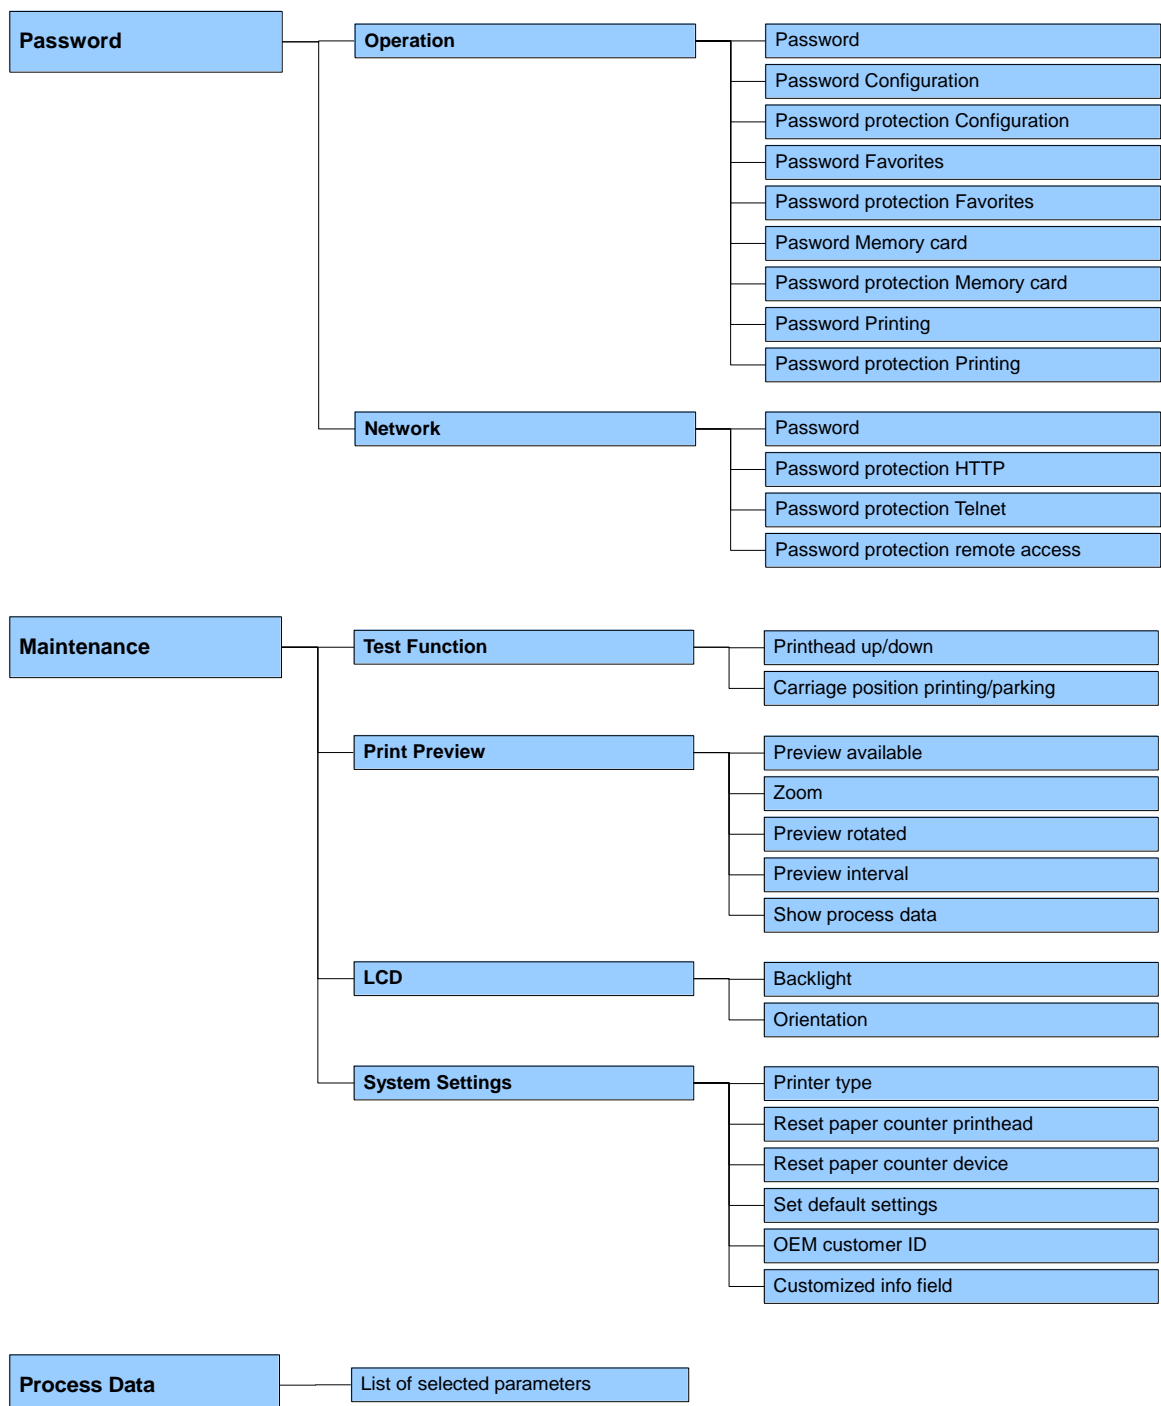 Password
Operation
Password
Password Configuration
Password protection Configuration
Password Favorites
Password protection Favorites
Pasword Memory card
Password protection Memory card
Password Printing
Password protection Printing
Network
Password
Password protection HTTP
Password protection Telnet
Password protection remote access
Maintenance
Test Function
Printhead up/down
Carriage position printing/parking
Print Preview
Preview available
Zoom
Preview rotated
Preview interval
Show process data
LCD
Backlight
Orientation
System Settings
Printer type
Reset paper counter printhead
Reset paper counter device
Set default settings
OEM customer ID
Customized info field
Process Data
List of selected parameters